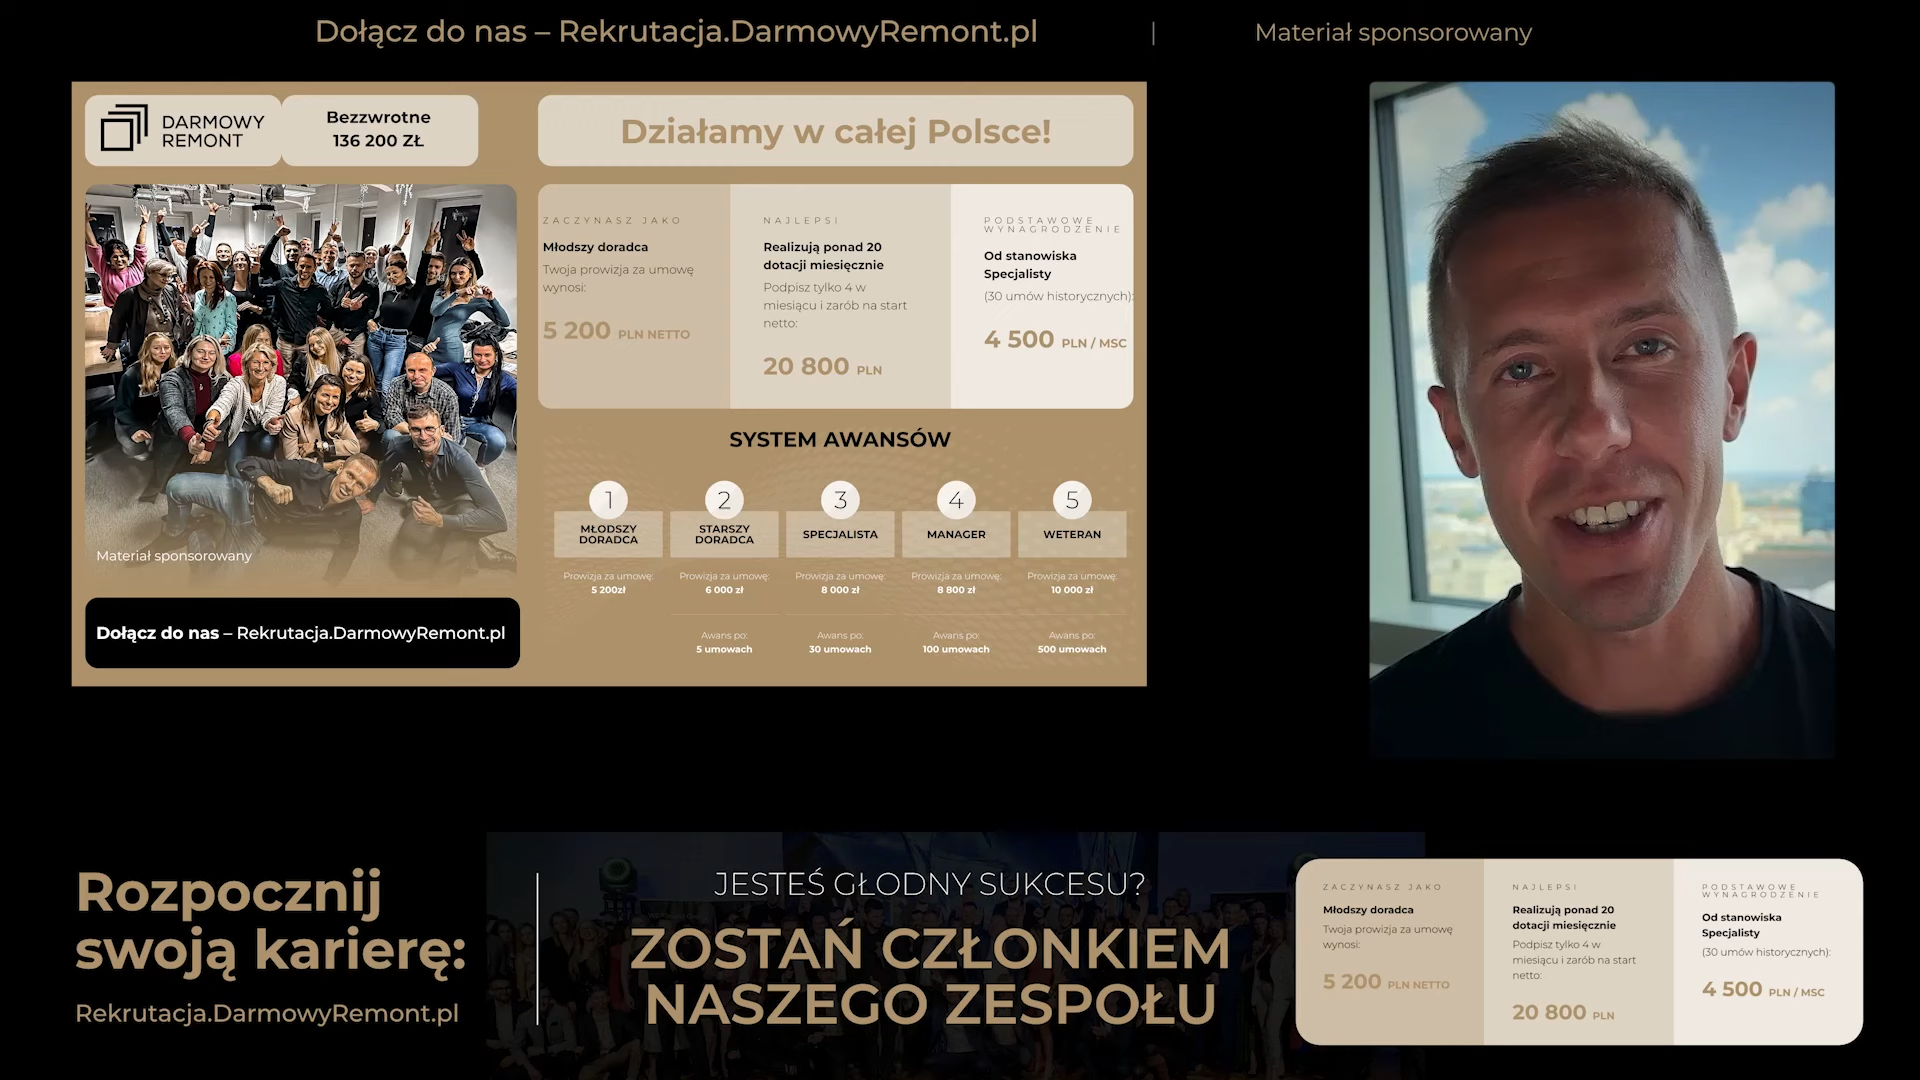 Dołącz do nas – Rekrutacja.DarmowyRemont.pl
|
Materiał sponsorowany
DARMOWY
REMONT
Bezzwrotne
136 200 ZŁ
Działamy w całej Polsce!
ZACZYNASZ JAKO
Młodszy doradca
Twoja prowizja za umowę
wynosi:
5 200 PLN NETTO
NAJLEPSI
Realizują ponad 20
dotacji miesięcznie
Podpisz tylko 4 w
miesiącu i zarób na start
netto:
20 800 PLN
PODSTAWOWE
WYNAGRODZENIE
Od stanowiska
Specjalisty
(30 umów historycznych):
4 500 PLN / MSC
SYSTEM AWANSÓW
1
MŁODSZY
DORADCA
Prowizja za umowę:
5 200zł
2
STARSZY
DORADCA
Prowizja za umowę:
6 000 zł
Awans po:
5 umowach
3
SPECJALISTA
Prowizja za umowę:
8 000 zł
Awans po:
30 umowach
4
MANAGER
Prowizja za umowę:
8 800 zł
Awans po:
100 umowach
5
WETERAN
Prowizja za umowę:
10 000 zł
Awans po:
500 umowach
Materiał sponsorowany
Dołącz do nas – Rekrutacja.DarmowyRemont.pl
Rozpocznij
swoją karierę:
Rekrutacja.DarmowyRemont.pl
JESTEŚ GŁODNY SUKCESU?
ZOSTAŃ CZŁONKIEM
NASZEGO ZESPOŁU
ZACZYNASZ JAKO
Młodszy doradca
Twoja prowizja za umowę
wynosi:
5 200 PLN NETTO
NAJLEPSI
Realizują ponad 20
dotacji miesięcznie
Podpisz tylko 4 w
miesiącu i zarób na start
netto:
20 800 PLN
PODSTAWOWE
WYNAGRODZENIE
Od stanowiska
Specjalisty
(30 umów historycznych):
4 500 PLN / MSC